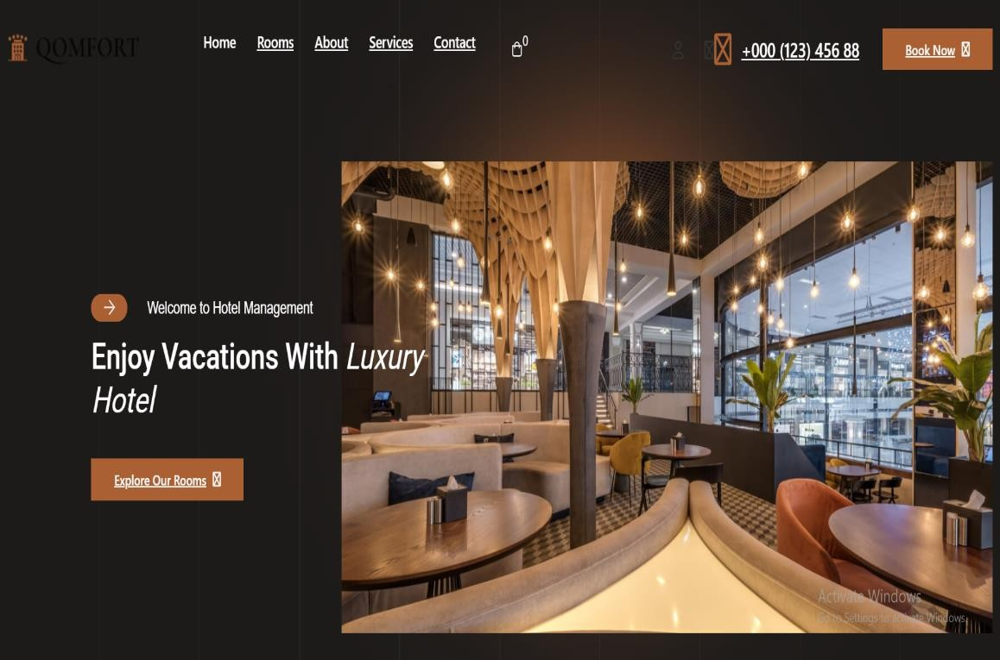 QOMFORT
Home Rooms About Services Contact 0
+000 (123) 456 88
Book Now
Welcome to Hotel Management
Enjoy Vacations With Luxury
Hotel
Explore Our Rooms
Activate Windows
Go to Settings to activate Windows.